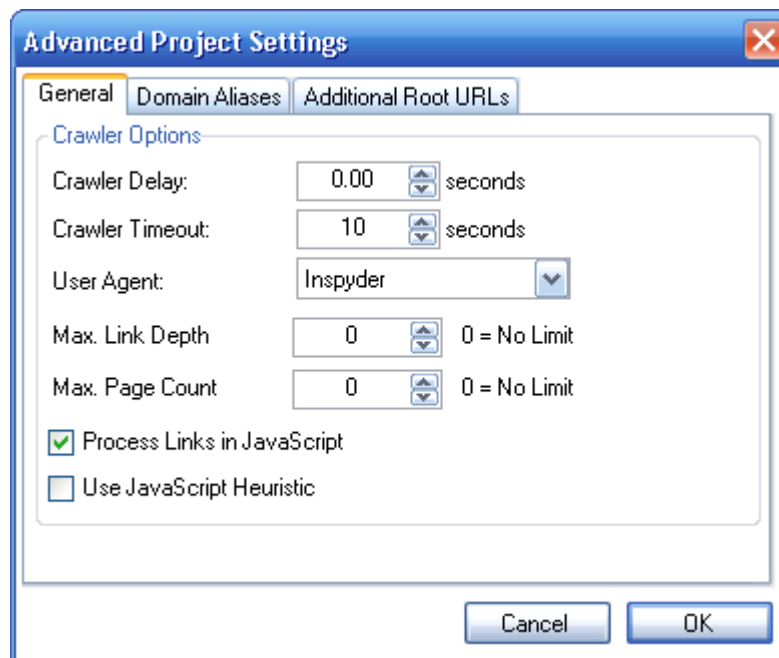 Advanced Project Settings
General Domain Aliases Additional Root URLs
Crawler Options
Crawler Delay: 0.00 seconds
Crawler Timeout: 10 seconds
User Agent: Inspyder
Max. Link Depth 0 0 = No Limit
Max. Page Count 0 0 = No Limit
Process Links in JavaScript
Use JavaScript Heuristic
Cancel OK